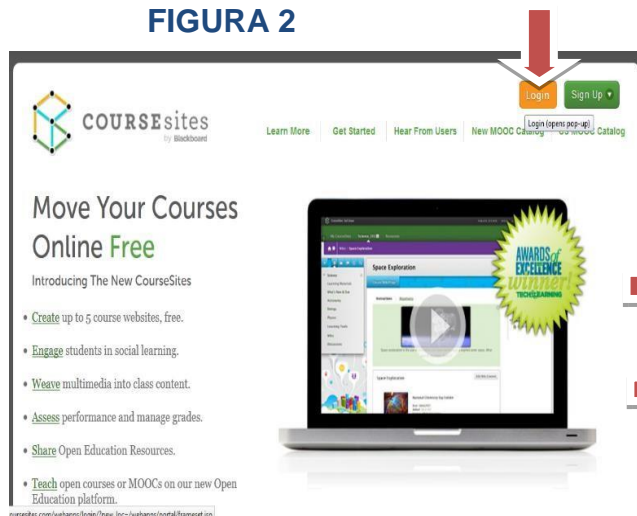 FIGURA 2
Login
Sign Up
COURSEsites
by Blackboard
Login (opens pop-up)
Learn More Get Started Hear From Users New MOOC Catalog MOOC Catalog
Move Your Courses
Online Free
Introducing The New CourseSites
Create up to 5 course websites, free.
Engage students in social learning.
Weave multimedia into class content.
Assess performance and manage grades.
Share Open Education Resources.
Teach open courses or MOOCs on our new Open
Education platform.
Space Exploration
AWARDS of
EXCELLENCE
winner!
TECH&LEARNING
Space Exploration